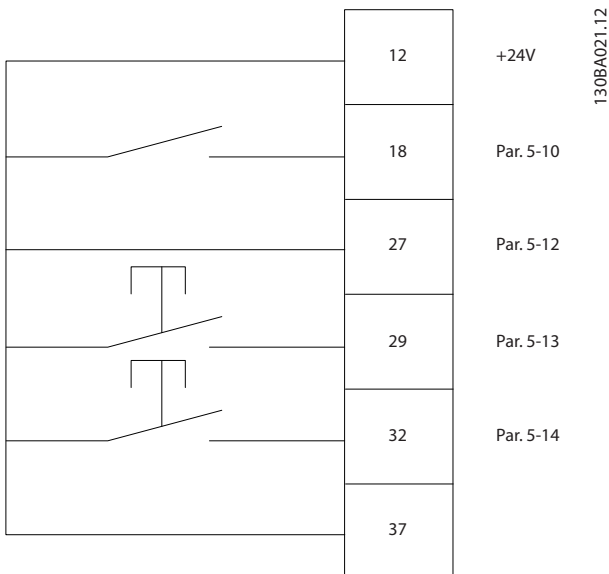 12 +24V
18 Par. 5-10
27 Par. 5-12
29 Par. 5-13
32 Par. 5-14
37
130BA021.12